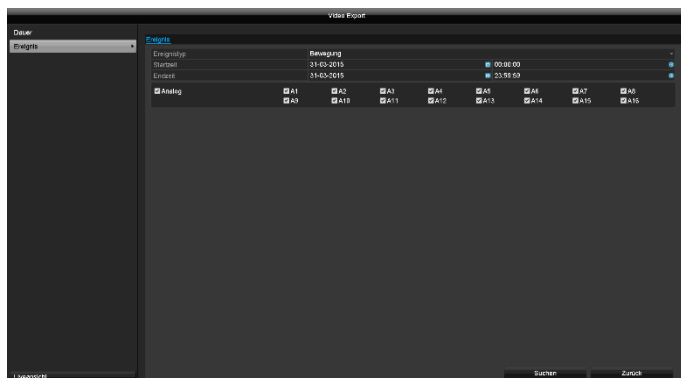 Video Export
Dauer
Ereignis
Ereignis
Ereignistyp Bewegung
Startzeit 31-03-2015 00:00:00
Endzeit 31-03-2015 23:59:59
Analog A1 A2 A3 A4 A5 A6 A7 A8
A9 A10 A11 A12 A13 A14 A15 A16
Liveansicht Suchen Zurück